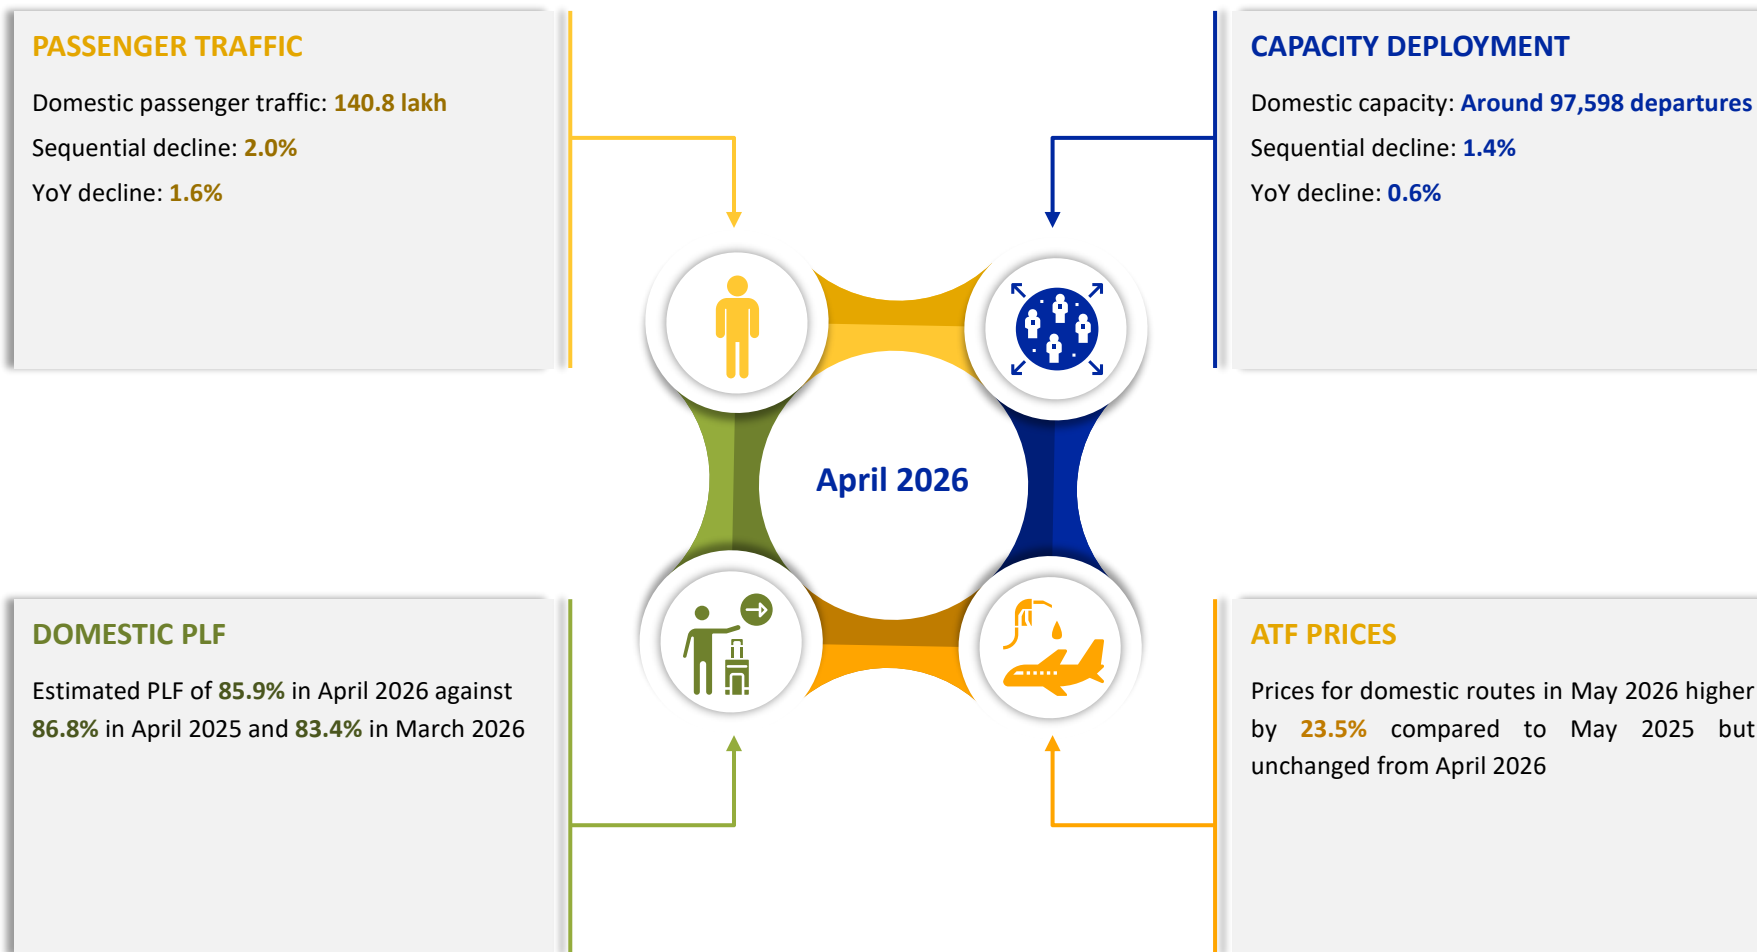 PASSENGER TRAFFIC
Domestic passenger traffic: 140.8 lakh
Sequential decline: 2.0%
YoY decline: 1.6%
CAPACITY DEPLOYMENT
Domestic capacity: Around 97,598 departures
Sequential decline: 1.4%
YoY decline: 0.6%
April 2026
DOMESTIC PLF
Estimated PLF of 85.9% in April 2026 against
86.8% in April 2025 and 83.4% in March 2026
ATF PRICES
Prices for domestic routes in May 2026 higher
by 23.5% compared to May 2025 but
unchanged from April 2026